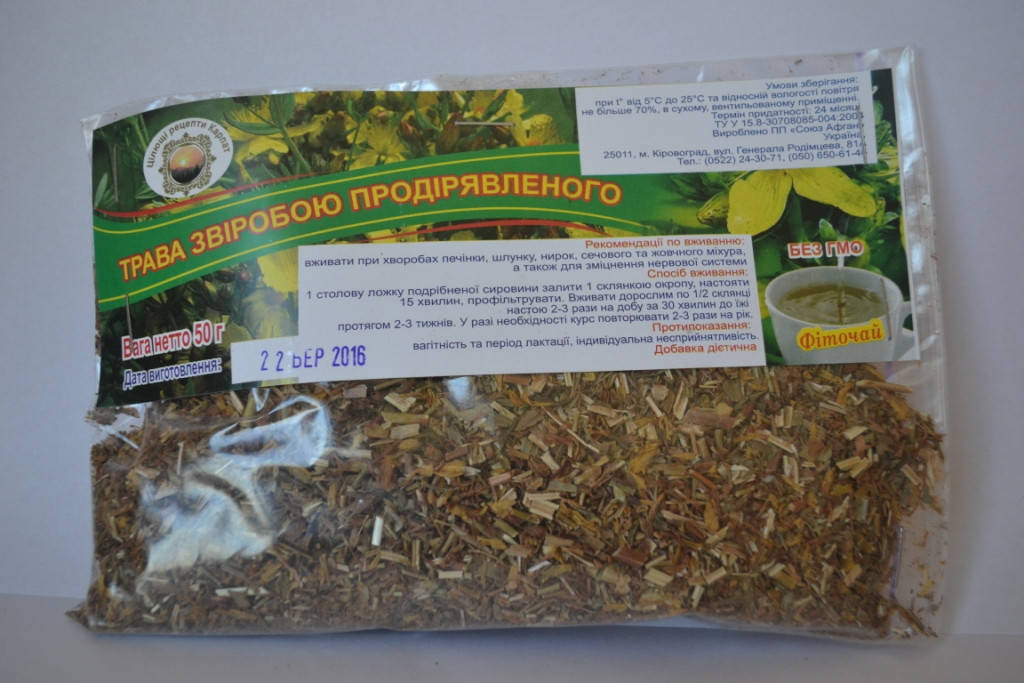 Цілющі рецепти Карпат
Умови зберігання:
при t° від 5°С до 25°С та відносній вологості повітря
не більше 70%, в сухому, вентильованому приміщенні.
Термін придатності: 24 місяці
ТУ У 15.8-30708085-004:200
Вироблено ПП «Союз Афган
Україна,
25011, м. Кіровоград, вул. Генерала Родімцева, 81
Тел.: (0522) 24-30-71, (050) 650-61-4
ТРАВА ЗВІРОБОЮ ПРОДІРЯВЛЕНОГО
Рекомендації по вживанню:
вживати при хворобах печінки, шлунку, нирок, сечового та жовчного міхура,
а також для зміцнення нервової системи
Спосіб вживання:
1 столову ложку подрібненої сировини залити 1 склянкою окропу, настояти
15 хвилин, профільтрувати. Вживати дорослим по 1/2 склянці
настою 2-3 рази на добу за 30 хвилин до їжі
протягом 2-3 тижнів. У разі необхідності курс повторювати 2-3 рази на рік.
Протипоказання:
вагітність та період лактації, індивідуальна несприйнятливість.
Добавка дієтична
БЕЗ ГМО
Фіточай
Вага нетто 50 г
Дата виготовлення:
22 БЕР 2016